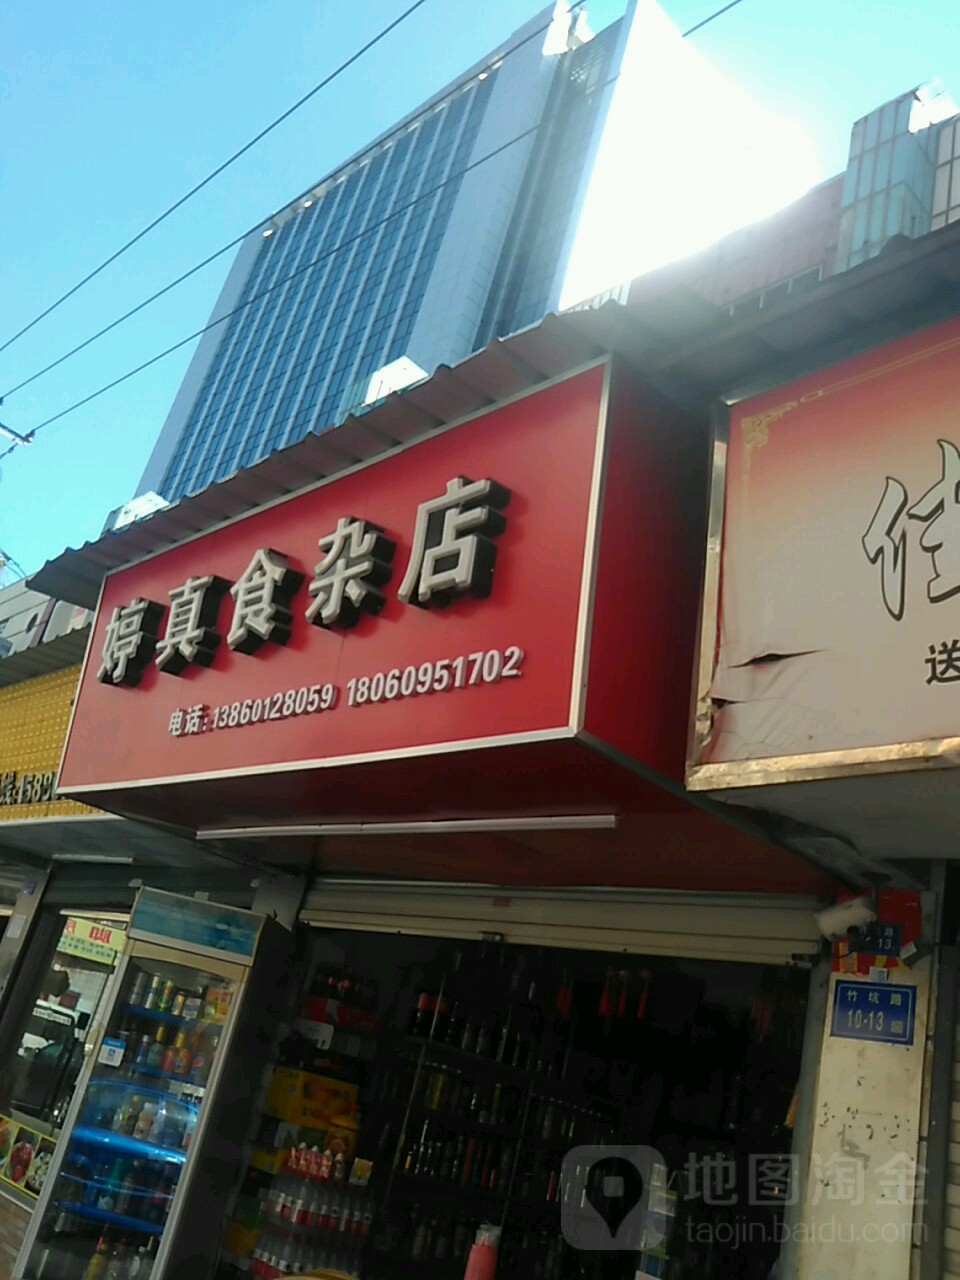 婷真食杂店
电话:13860128059 18060951702
佳
送
竹坑路
10-13
地图淘金
taojin.baidu.com